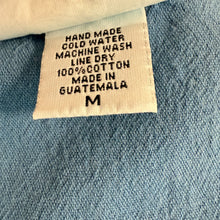 HAND MADE
COLD WATER
MACHINE WASH
LINE DRY
100%COTTON
MADE IN
GUATEMALA
M